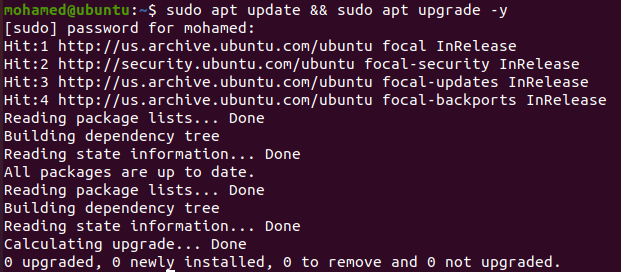 mohamed@ubuntu:~$ sudo apt update && sudo apt upgrade -y
[sudo] password for mohamed:
Hit:1 http://us.archive.ubuntu.com/ubuntu focal InRelease
Hit:2 http://security.ubuntu.com/ubuntu focal-security InRelease
Hit:3 http://us.archive.ubuntu.com/ubuntu focal-updates InRelease
Hit:4 http://us.archive.ubuntu.com/ubuntu focal-backports InRelease
Reading package lists... Done
Building dependency tree
Reading state information... Done
All packages are up to date.
Reading package lists... Done
Building dependency tree
Reading state information... Done
Calculating upgrade... Done
0 upgraded, 0 newly installed, 0 to remove and 0 not upgraded.